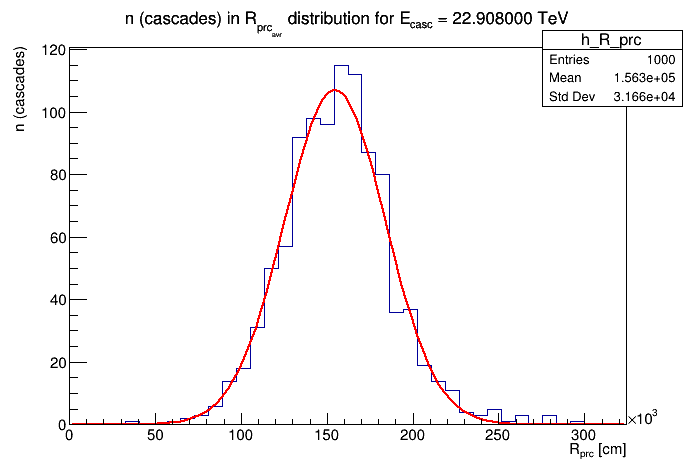 n (cascades) in R_prc_avr distribution for E_casc = 22.908000 TeV
h_R_prc
Entries 1000
Mean 1.563e+05
Std Dev 3.166e+04
n (cascades)
120
100
80
60
40
20
0
0 50 100 150 200 250 300
×10³
R_prc [cm]